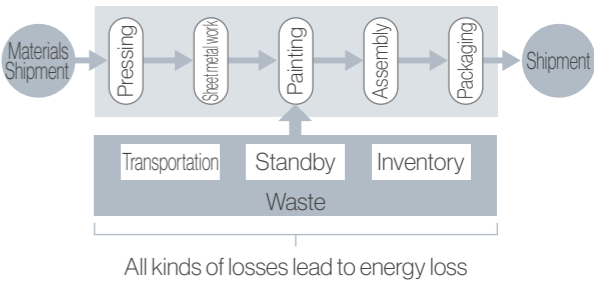 Materials
Shipment
Pressing
Sheet metal work
Painting
Assembly
Packaging
Shipment
Transportation
Standby
Inventory
Waste
All kinds of losses lead to energy loss